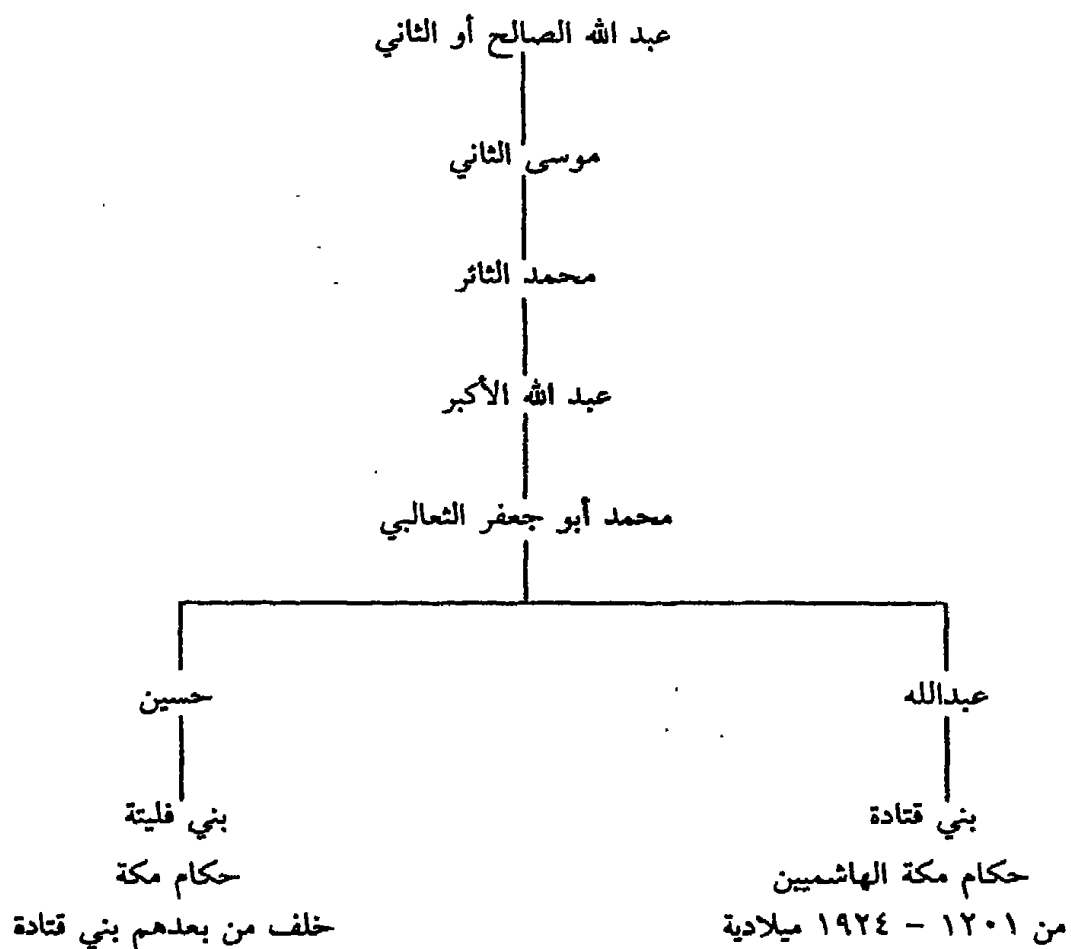 عبد الله الصالح أو الثاني
موسى الثاني
محمد الثائر
عبد الله الأكبر
محمد أبو جعفر الثعالبي
عبدالله
حسين
بني قتادة
بني فليتة
حكام مكة الهاشميين
حكام مكة
من ١٢٠١ - ١٩٢٤ ميلادية
خلف من بعدهم بني قتادة